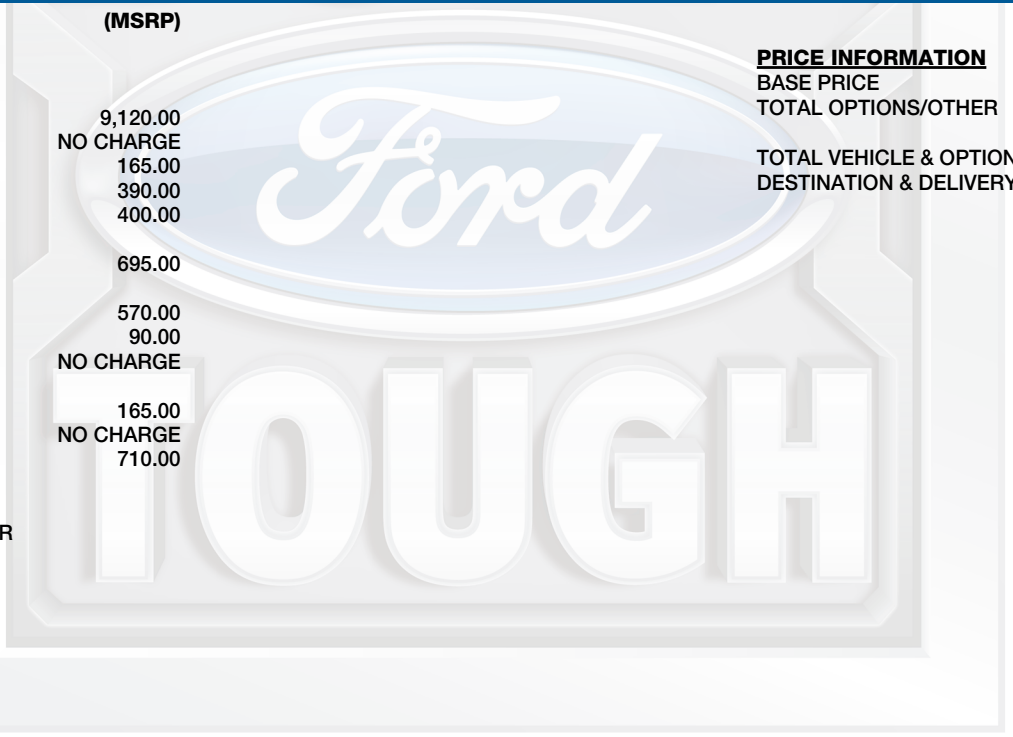 (MSRP)
9,120.00
NO CHARGE
165.00
390.00
400.00
695.00
570.00
90.00
NO CHARGE
165.00
NO CHARGE
710.00
R
PRICE INFORMATION
BASE PRICE
TOTAL OPTIONS/OTHER
TOTAL VEHICLE & OPTION
DESTINATION & DELIVERY
Ford
TOUGH